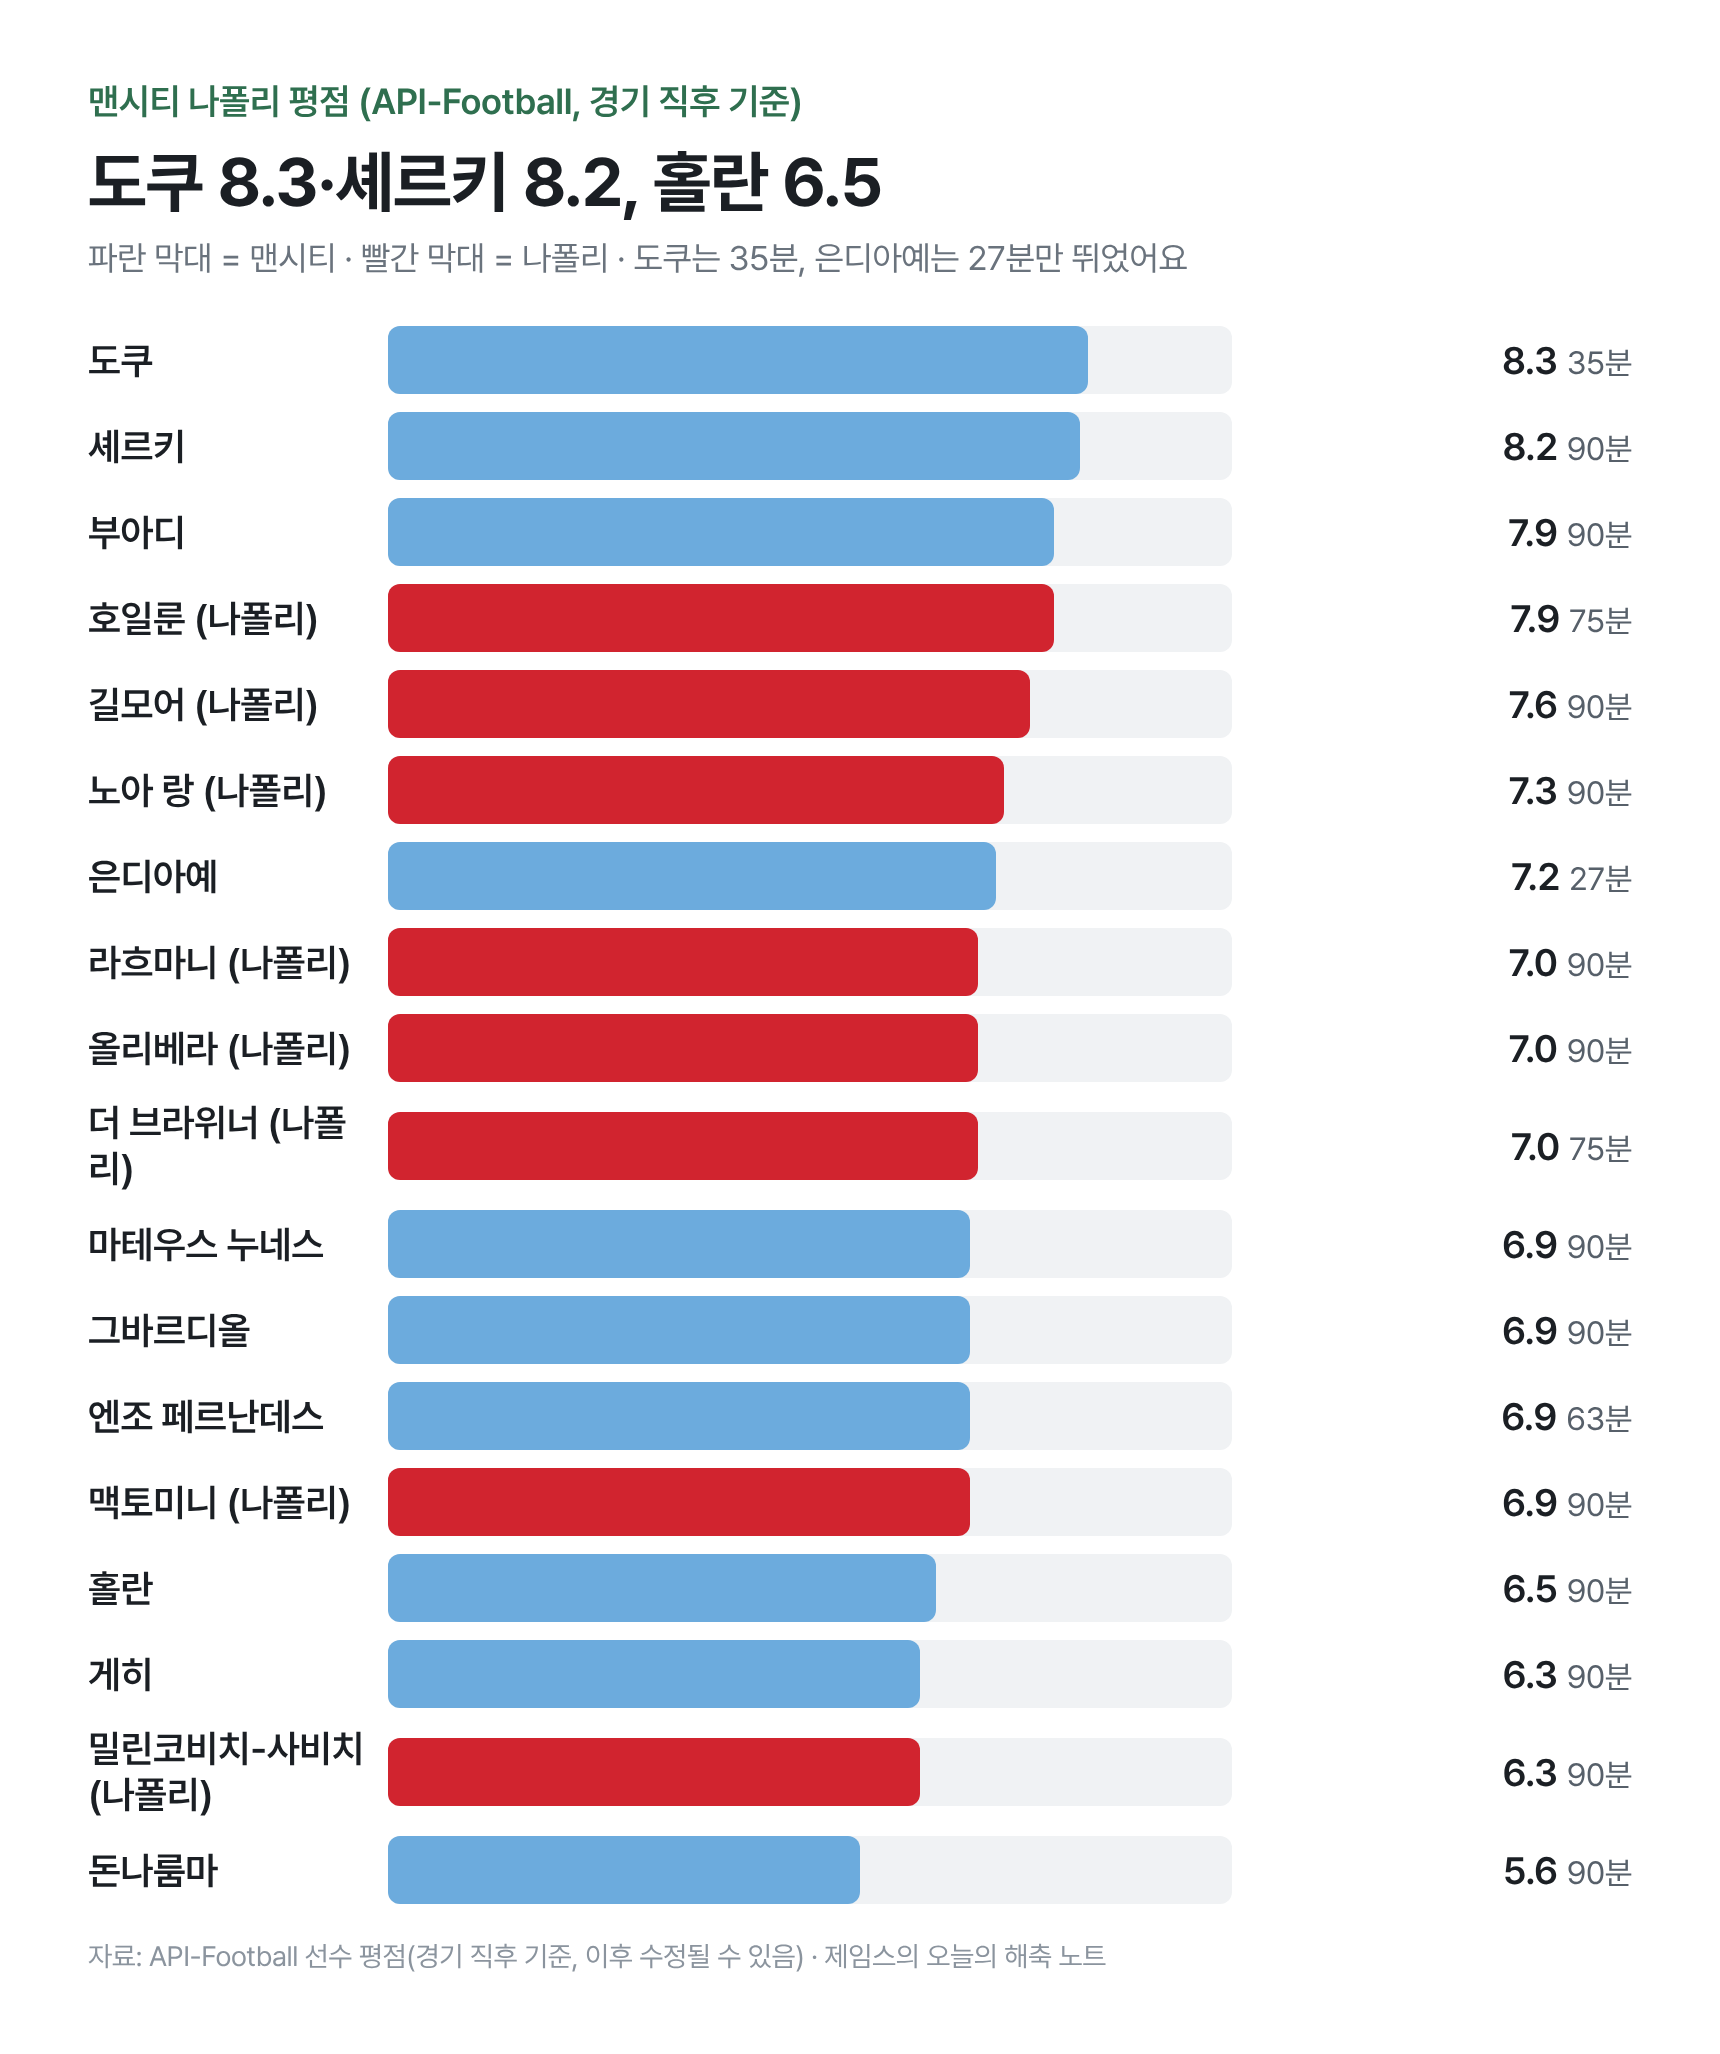 맨시티 나폴리 평점 (API-Football, 경기 직후 기준)
도쿠 8.3·셰르키 8.2, 홀란 6.5
파란 막대 = 맨시티 · 빨간 막대 = 나폴리 · 도쿠는 35분, 은디아예는 27분만 뛰었어요
도쿠 8.3 35분
셰르키 8.2 90분
부아디 7.9 90분
호일룬 (나폴리) 7.9 75분
길모어 (나폴리) 7.6 90분
노아 랑 (나폴리) 7.3 90분
은디아예 7.2 27분
라흐마니 (나폴리) 7.0 90분
올리베라 (나폴리) 7.0 90분
더 브라위너 (나폴
리) 7.0 75분
마테우스 누네스 6.9 90분
그바르디올 6.9 90분
엔조 페르난데스 6.9 63분
맥토미니 (나폴리) 6.9 90분
홀란 6.5 90분
게히 6.3 90분
밀린코비치-사비치
(나폴리) 6.3 90분
돈나룸마 5.6 90분
자료: API-Football 선수 평점(경기 직후 기준, 이후 수정될 수 있음) · 제임스의 오늘의 해축 노트